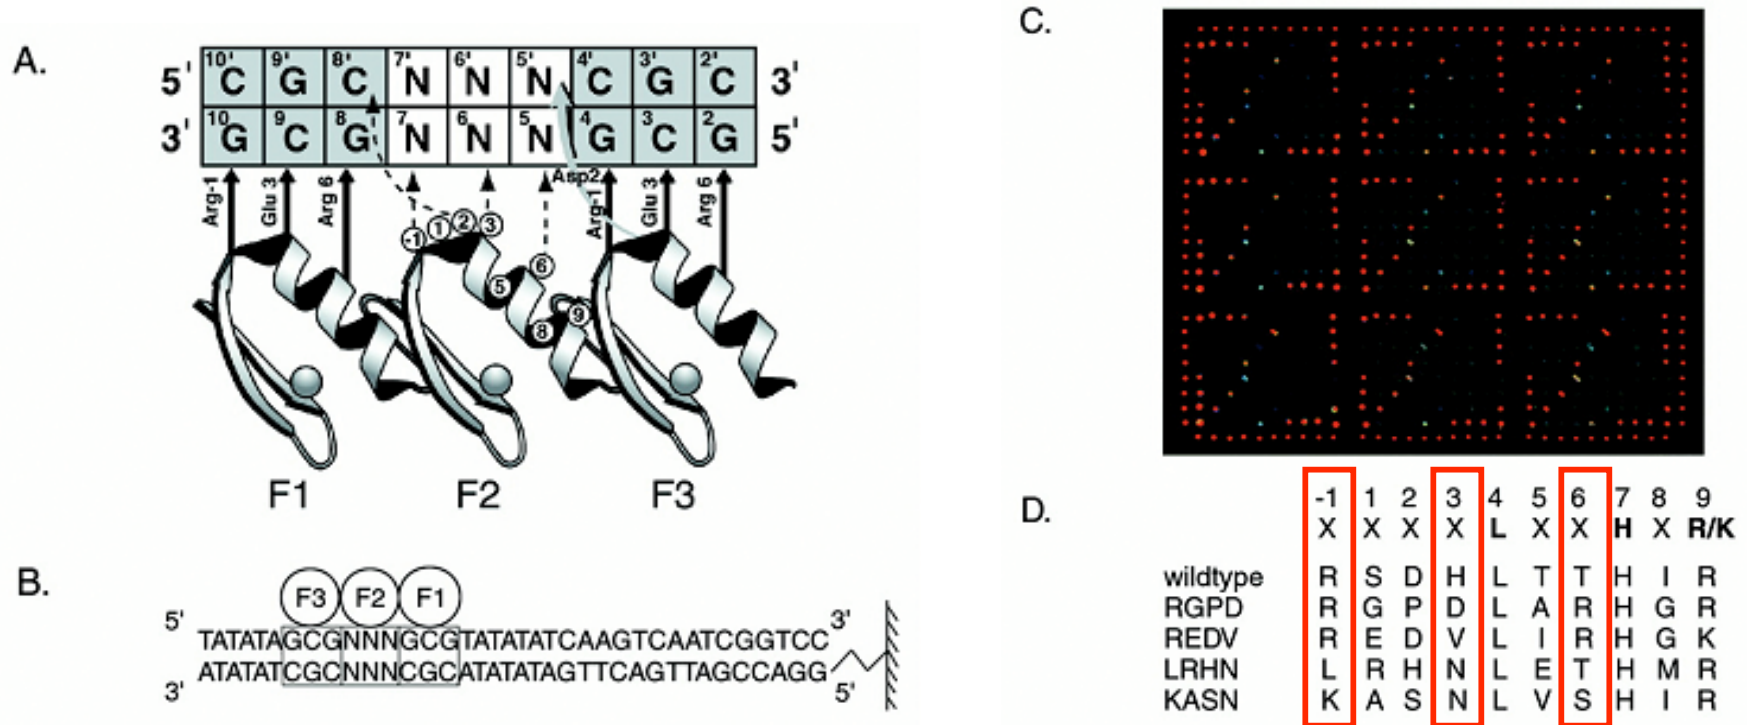 A.
5' 10' C 9' G 8' C 7' N 6' N 5' N 4' C 3' G 2' C 3'
3' 10 G 9 C 8 G 7 N 6 N 5 N 4 G 3 C 2 G 5'
Arg-1 Glu 3 Arg 6 Asp2 Arg-1 Glu 3 Arg 6
-1 1 2 3 5 6 8 9
F1 F2 F3
B.
F3 F2 F1
5' 3'
TATATAGCGNNNGCGTATATATCAAGTCAATCGGTCC
ATATATCGCNNNCGCATATATAGTTCAGTTAGCCAGG
3' 5'
C.
D.
-1 1 2 3 4 5 6 7 8 9
X X X X L X X H X R/K
wildtype R S D H L T T H I R
RGPD R G P D L A R H G R
REDV R E D V L I R H G K
LRHN L R H N L E T H M R
KASN K A S N L V S H I R